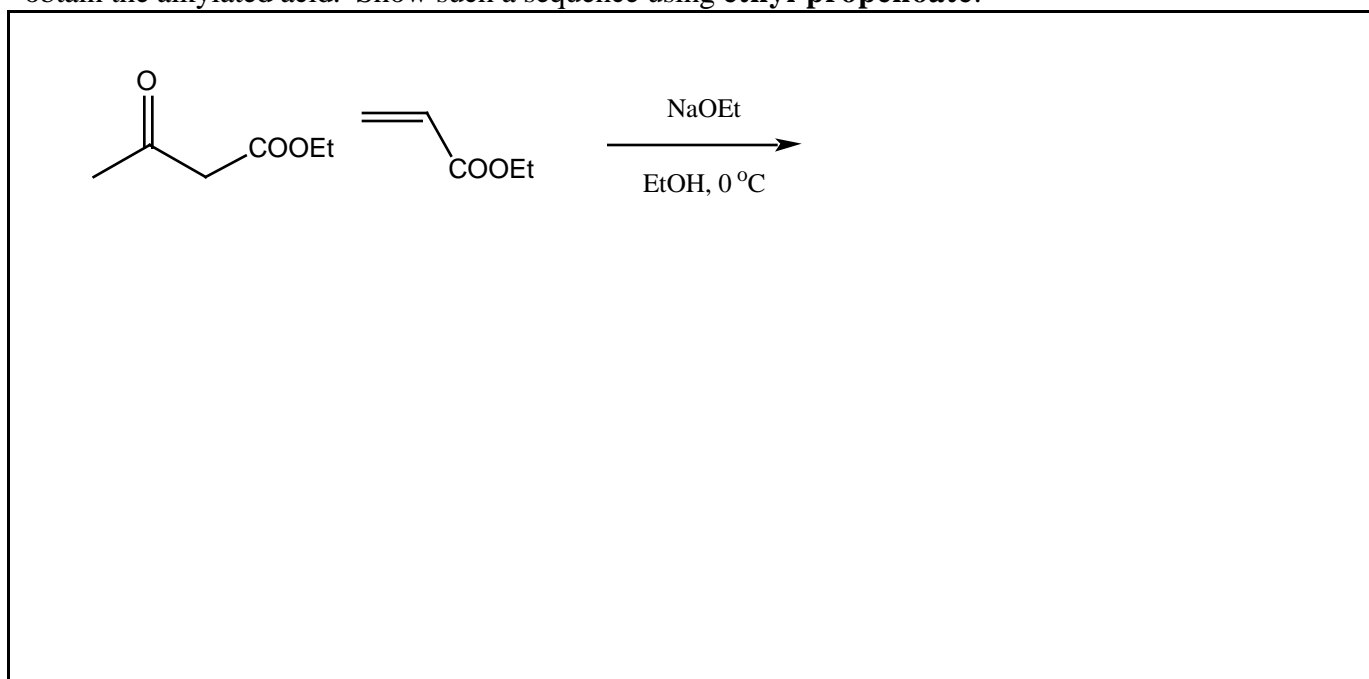 obtain the alkylated acid. Show such a sequence using ethyl propenoate.
O
COOEt
COOEt
NaOEt
EtOH, 0 °C